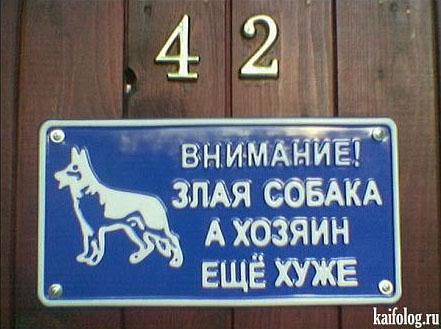 42
ВНИМАНИЕ!
ЗЛАЯ СОБАКА
А ХОЗЯИН
ЕЩЁ ХУЖЕ
kaifolog.ru